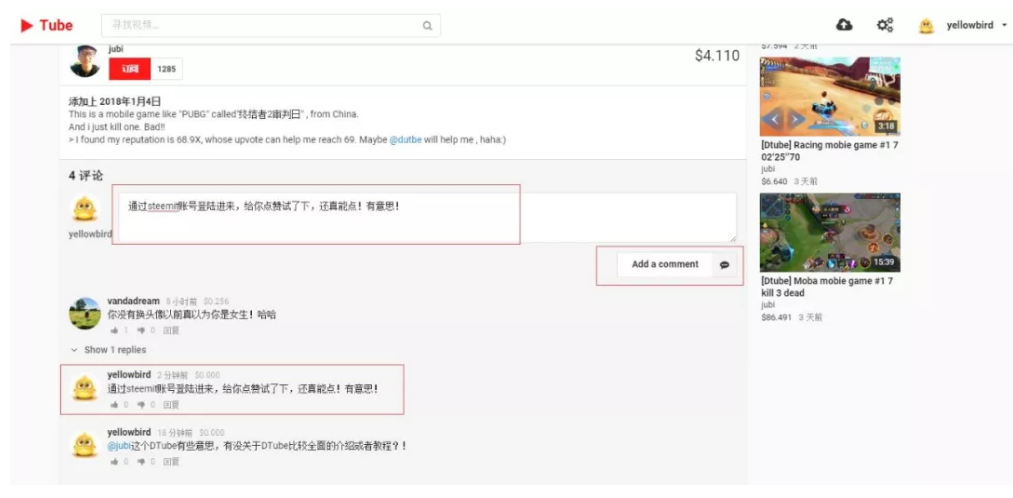 Tube
寻找视频...
yellowbird
jubi
订阅 1285
$4.110
添加上 2018年1月4日
This is a mobile game like "PUBG" called"终结者2审判日" , from China.
And i just kill one. Bad!!
> I found my reputation is 68.9X, whose upvote can help me reach 69. Maybe @dutbe will help me , haha:)
4 评论
yellowbird
通过steemit账号登陆进来，给你点赞试了下，还真能点！有意思！
Add a comment
vandadream 8 小时前 $0.256
你没有换头像以前真以为你是女生！哈哈
1 0 回复
Show 1 replies
yellowbird 2 分钟前 $0.000
通过steemit账号登陆进来，给你点赞试了下，还真能点！有意思！
0 0 回复
yellowbird 18 分钟前 $0.000
@jubi这个DTube有些意思，有没关于DTube比较全面的介绍或者教程？！
0 0 回复
$7.594 2 天前
3:18
[Dtube] Racing mobie game #1 7
02'25"70
jubi
$6.640 3 天前
15:39
[Dtube] Moba mobie game #1 7
kill 3 dead
jubi
$86.491 3 天前